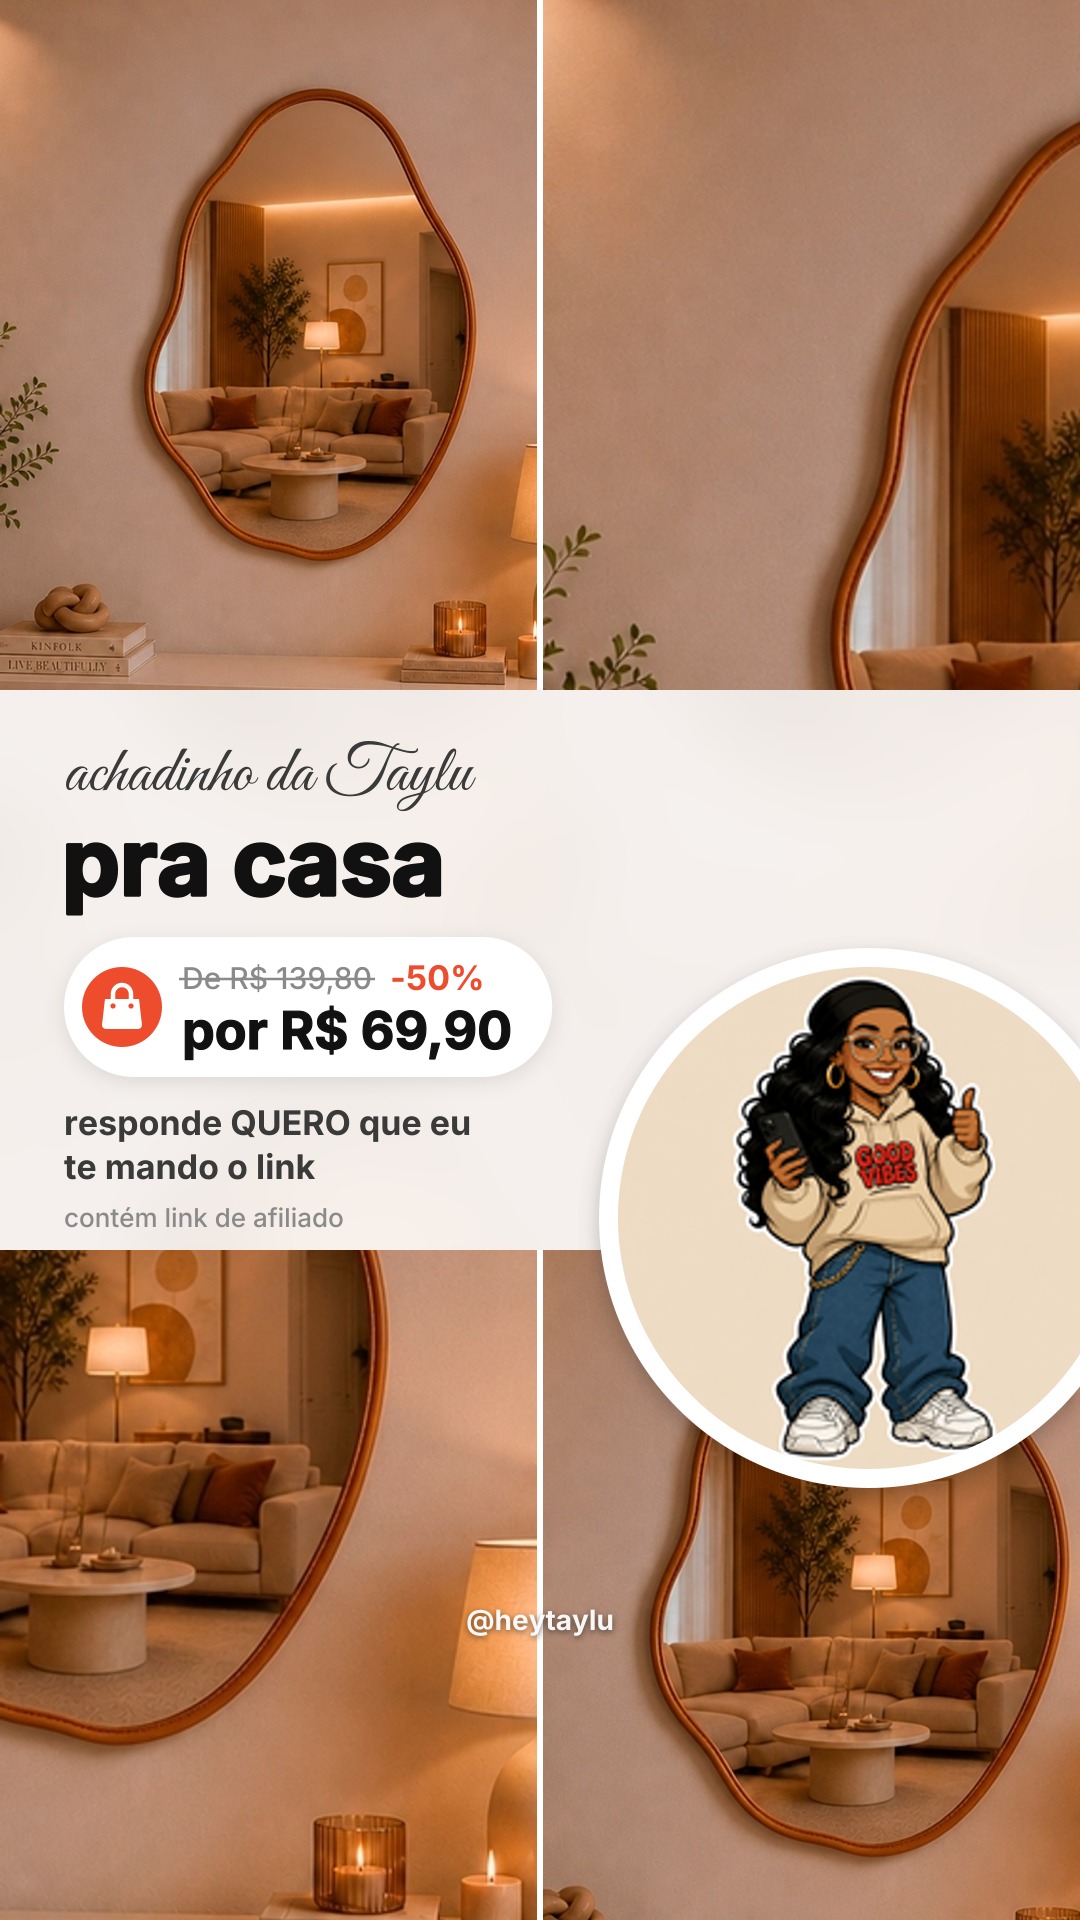 KINFOLK
LIVE BEAUTIFULLY
achadinho da Taylu
pra casa
De R$ 139,80 -50%
por R$ 69,90
responde QUERO que eu
te mando o link
contém link de afiliado
GOOD
VIBES
@heytaylu